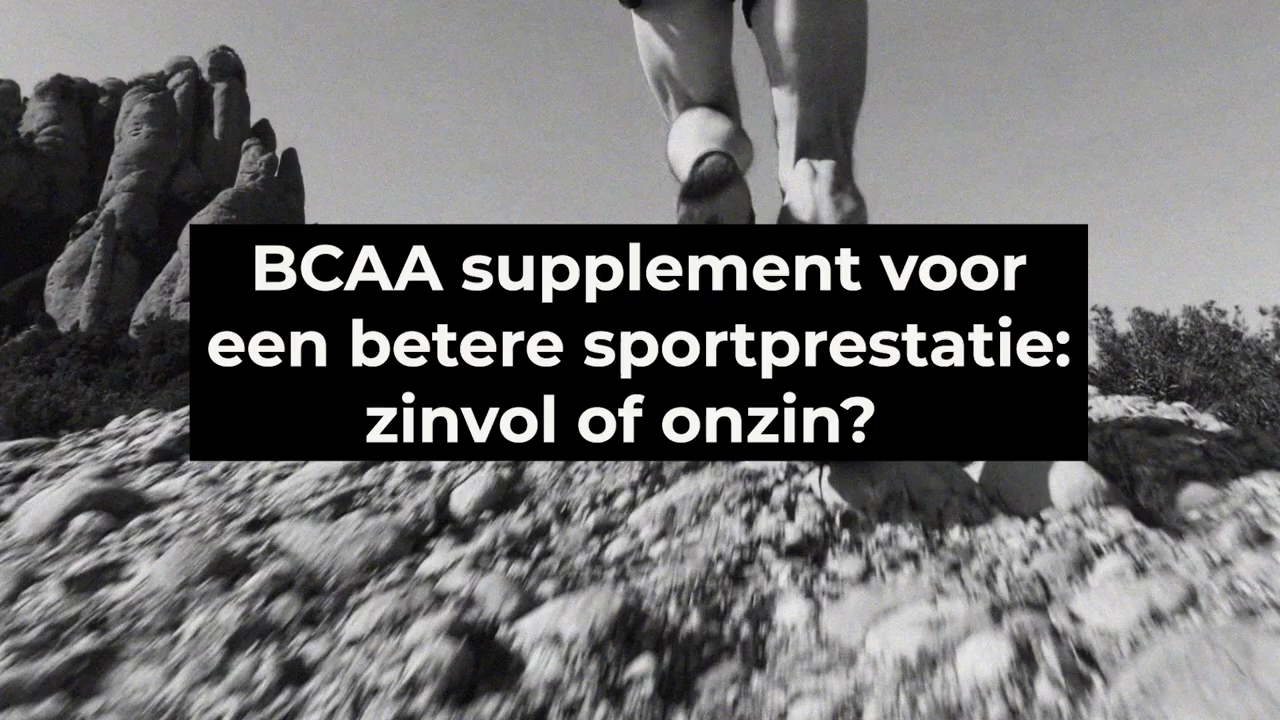 BCAA supplement voor
een betere sportprestatie:
zinvol of onzin?